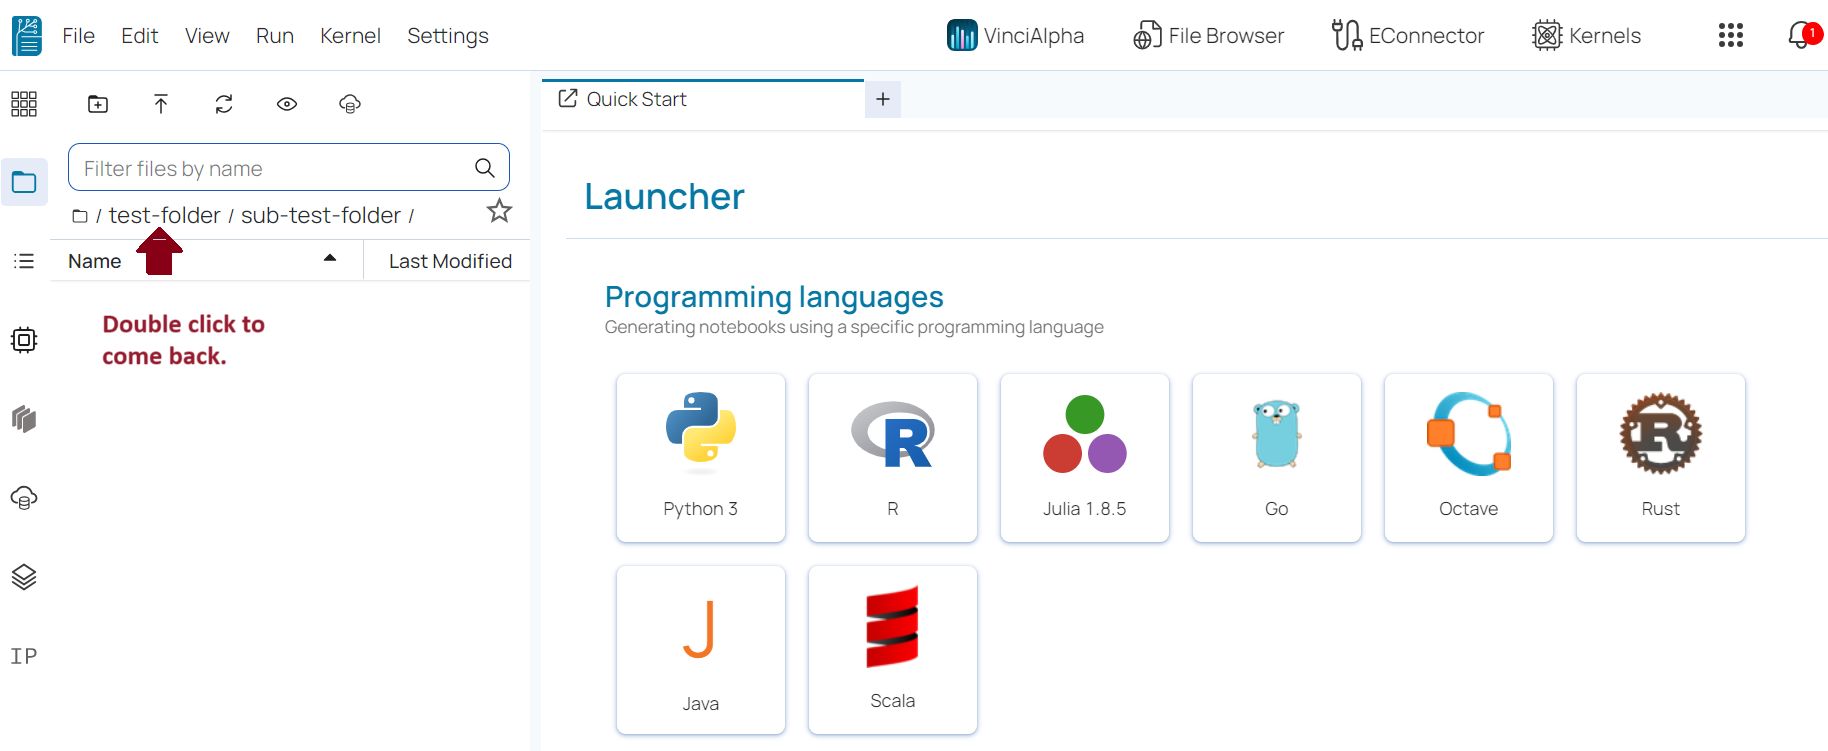 File Edit View Run Kernel Settings
VinciAlpha File Browser EConnector Kernels 1
Quick Start +
Filter files by name
/ test-folder / sub-test-folder /
Name Last Modified
Double click to
come back.
IP
Launcher
Programming languages
Generating notebooks using a specific programming language
Python 3
R
R
Julia 1.8.5
Go
Octave
R
Rust
J
Java
Scala